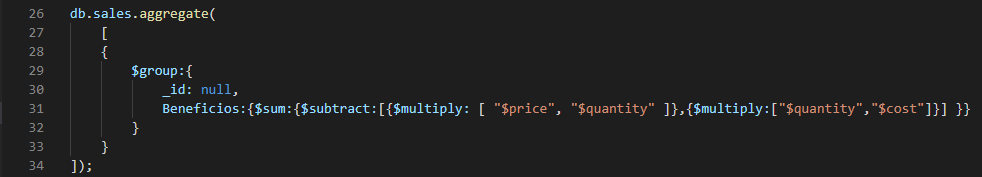 26 db.sales.aggregate(
27 [
28 {
29 $group:{
30 _id: null,
31 Beneficios:{$sum:{$subtract:[{$multiply: [ "$price", "$quantity" ]},{$multiply:["$quantity","$cost"]}] }}
32 }
33 }
34 ]);